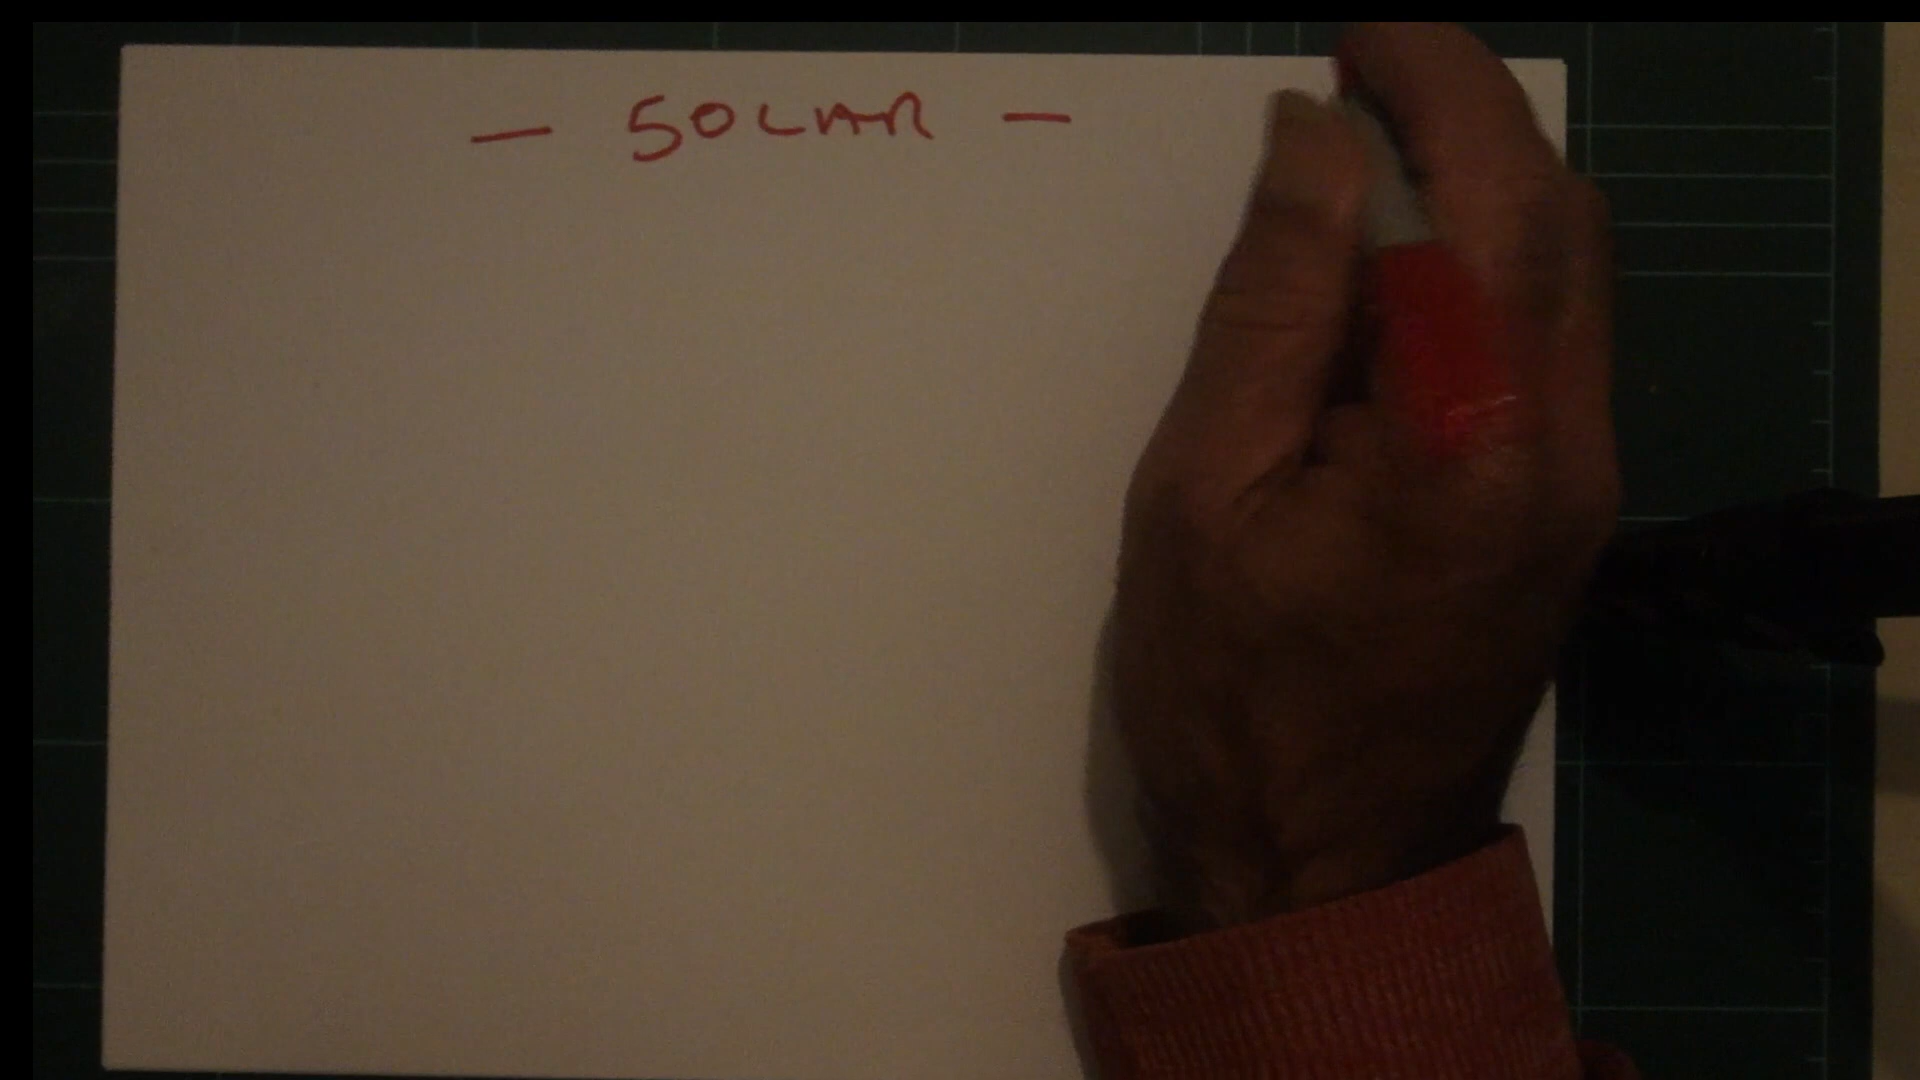 — SOLAR —